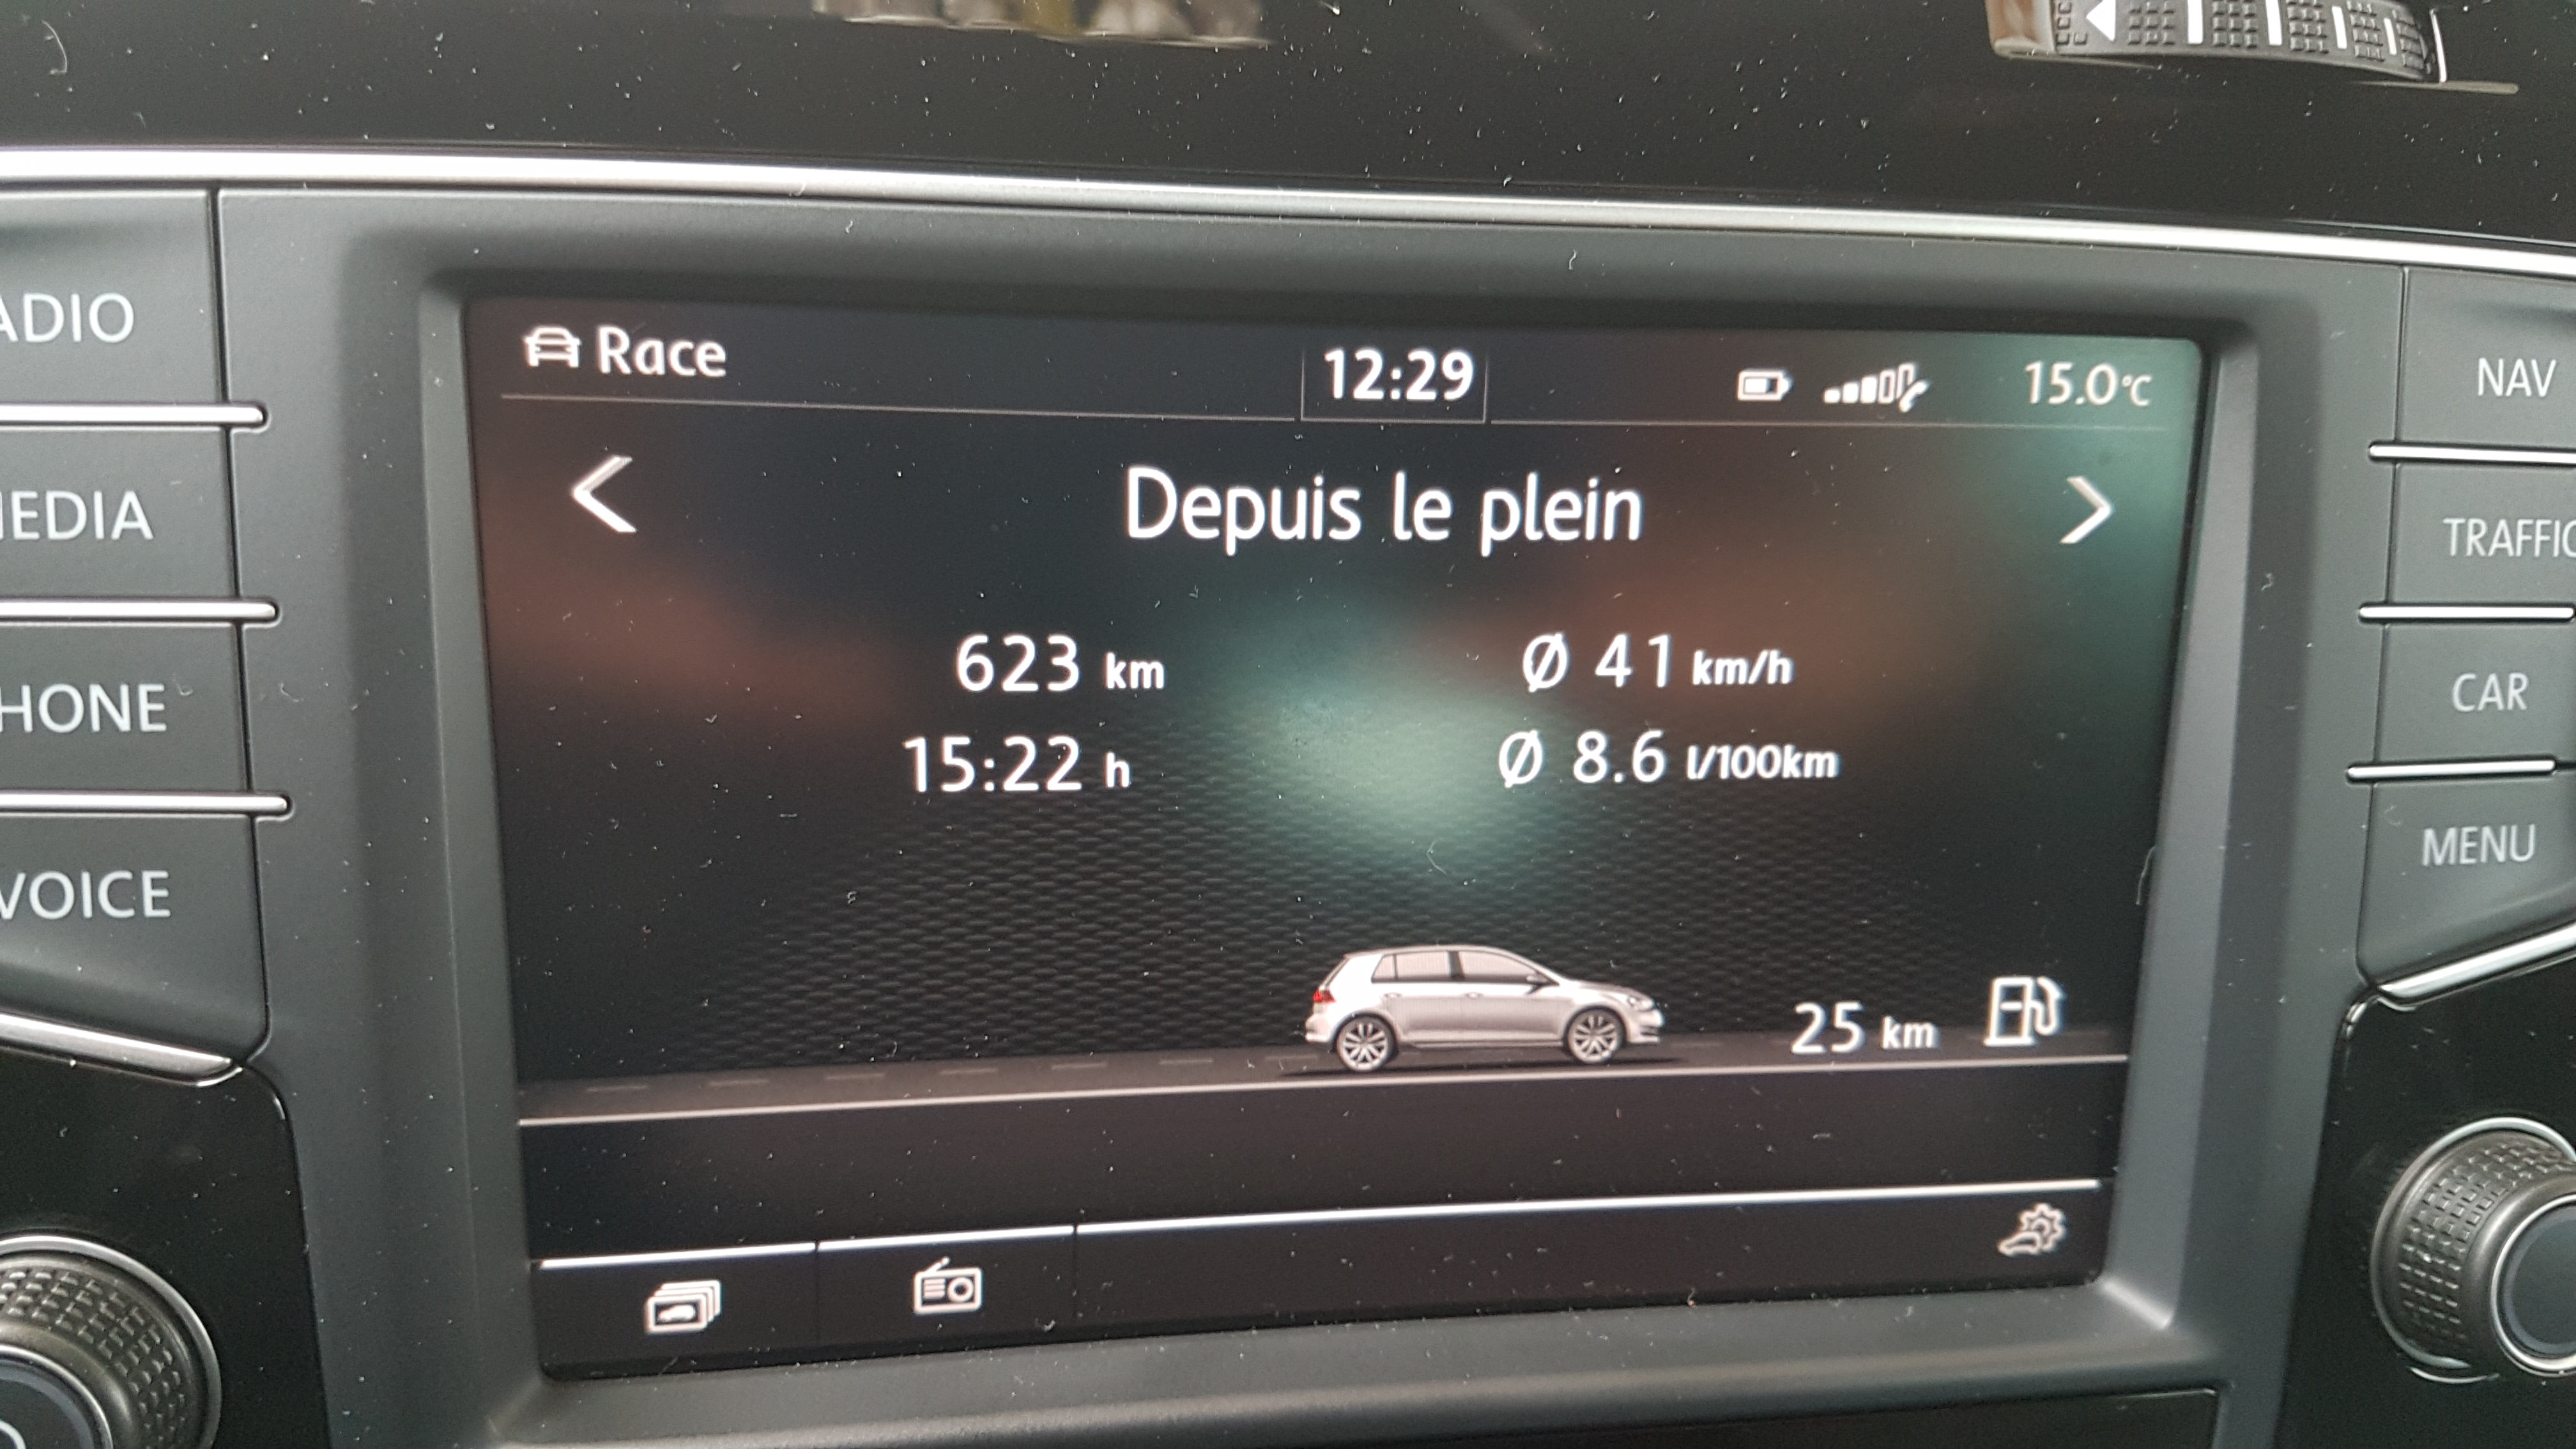 Race
12:29
15.0°C
Depuis le plein
623 km
Ø 41 km/h
15:22 h
Ø 8.6 l/100km
25 km
ADIO
EDIA
HONE
VOICE
NAV
TRAFFIC
CAR
MENU